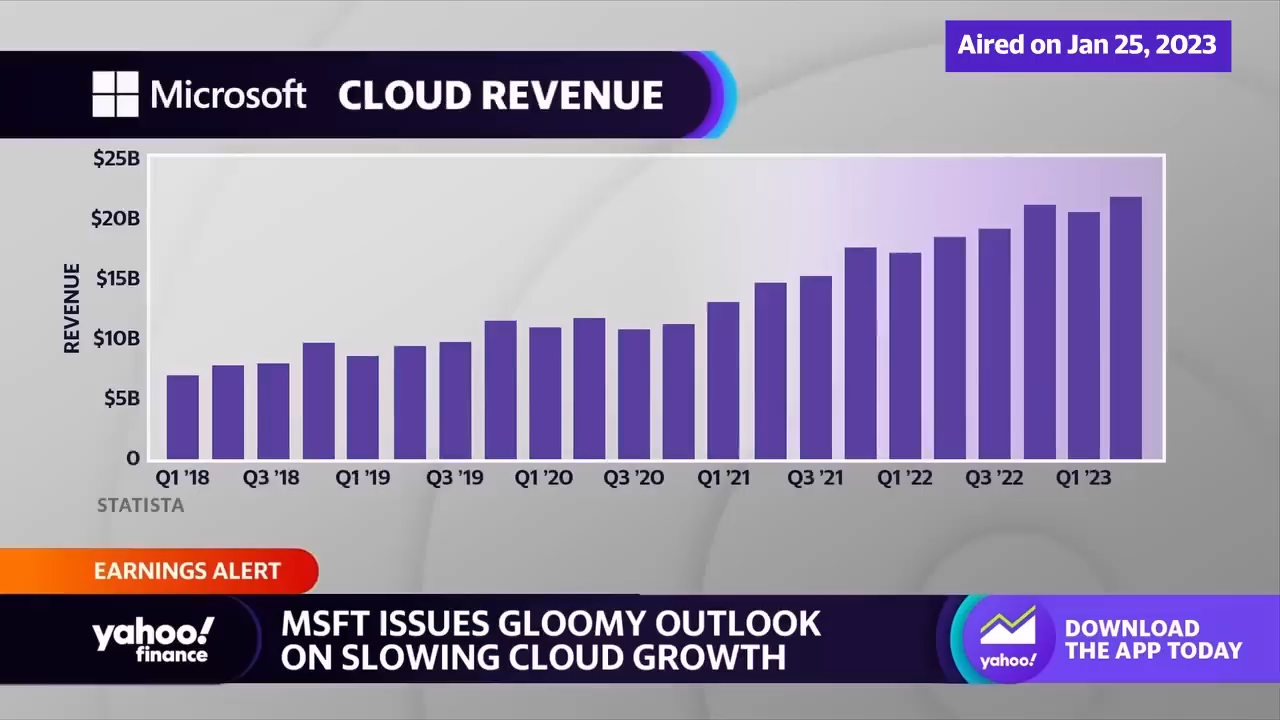 Aired on Jan 25, 2023
Microsoft CLOUD REVENUE
$25B
$20B
$15B
$10B
$5B
0
REVENUE
Q1 ’18 Q3 ’18 Q1 ’19 Q3 ’19 Q1 ’20 Q3 ’20 Q1 ’21 Q3 ’21 Q1 ’22 Q3 ’22 Q1 ’23
STATISTA
EARNINGS ALERT
yahoo!
finance
MSFT ISSUES GLOOMY OUTLOOK
ON SLOWING CLOUD GROWTH
yahoo!
DOWNLOAD
THE APP TODAY